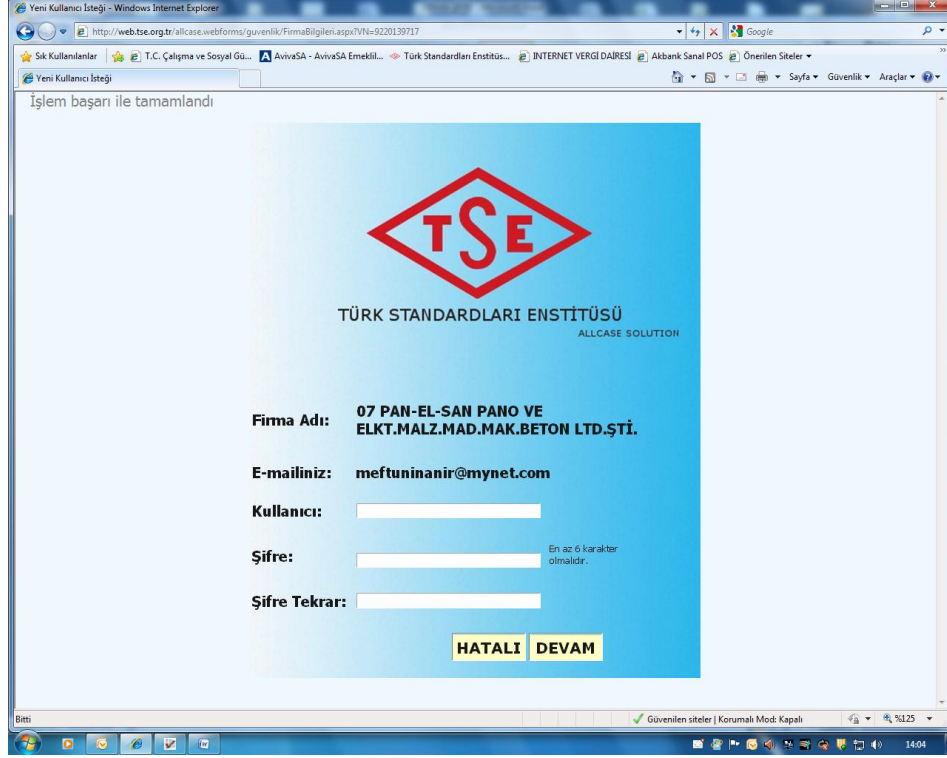 Yeni Kullanıcı İsteği - Windows Internet Explorer
http://web.tse.org.tr/allcase.webforms/guvenlik/FirmaBilgileri.aspx?VN=9220139717
Google
Sık Kullanılanlar T.C. Çalışma ve Sosyal Gü... AvivaSA - AvivaSA Emeklil... Türk Standardları Enstitüs... INTERNET VERGİ DAİRESİ Akbank Sanal POS Önerilen Siteler
Yeni Kullanıcı İsteği Sayfa Güvenlik Araçlar
İşlem başarı ile tamamlandı
TSE
TÜRK STANDARDLARI ENSTİTÜSÜ
ALLCASE SOLUTION
Firma Adı: 07 PAN-EL-SAN PANO VE
ELKT.MALZ.MAD.MAK.BETON LTD.ŞTİ.
E-mailiniz: meftuninanir@mynet.com
Kullanıcı:
Şifre: En az 6 karakter
olmalıdır.
Şifre Tekrar:
HATALI DEVAM
Bitti Güvenilen siteler | Korumalı Mod: Kapalı %125
14:04